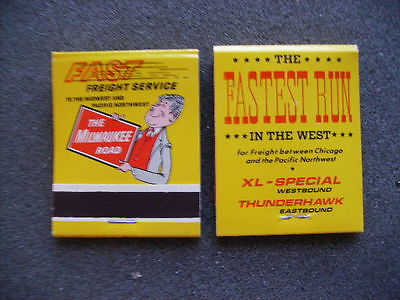 FAST
FREIGHT SERVICE
TO THE MIDWEST AND
PACIFIC NORTHWEST
THE
MILWAUKEE
ROAD
THE
FASTEST RUN
IN THE WEST
for Freight between Chicago
and the Pacific Northwest
XL-SPECIAL
WESTBOUND
THUNDERHAWK
EASTBOUND